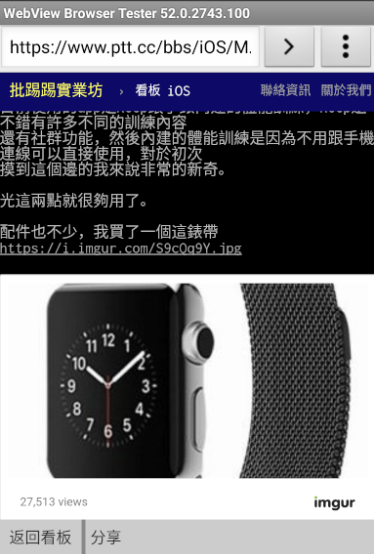 WebView Browser Tester 52.0.2743.100
https://www.ptt.cc/bbs/iOS/M.
批踢踢實業坊 › 看板 iOS 聯絡資訊 關於我們
不錯有許多不同的訓練內容
還有社群功能，然後內建的體能訓練是因為不用跟手機
連線可以直接使用，對於初次
摸到這個邊的我來說非常的新奇。
光這兩點就很夠用了。
配件也不少，我買了一個這錶帶
https://i.imgur.com/S9cOq9Y.jpg
11 12 1
10 2
9 3
8 4
7 6 5
27,513 views
imgur
返回看板 分享